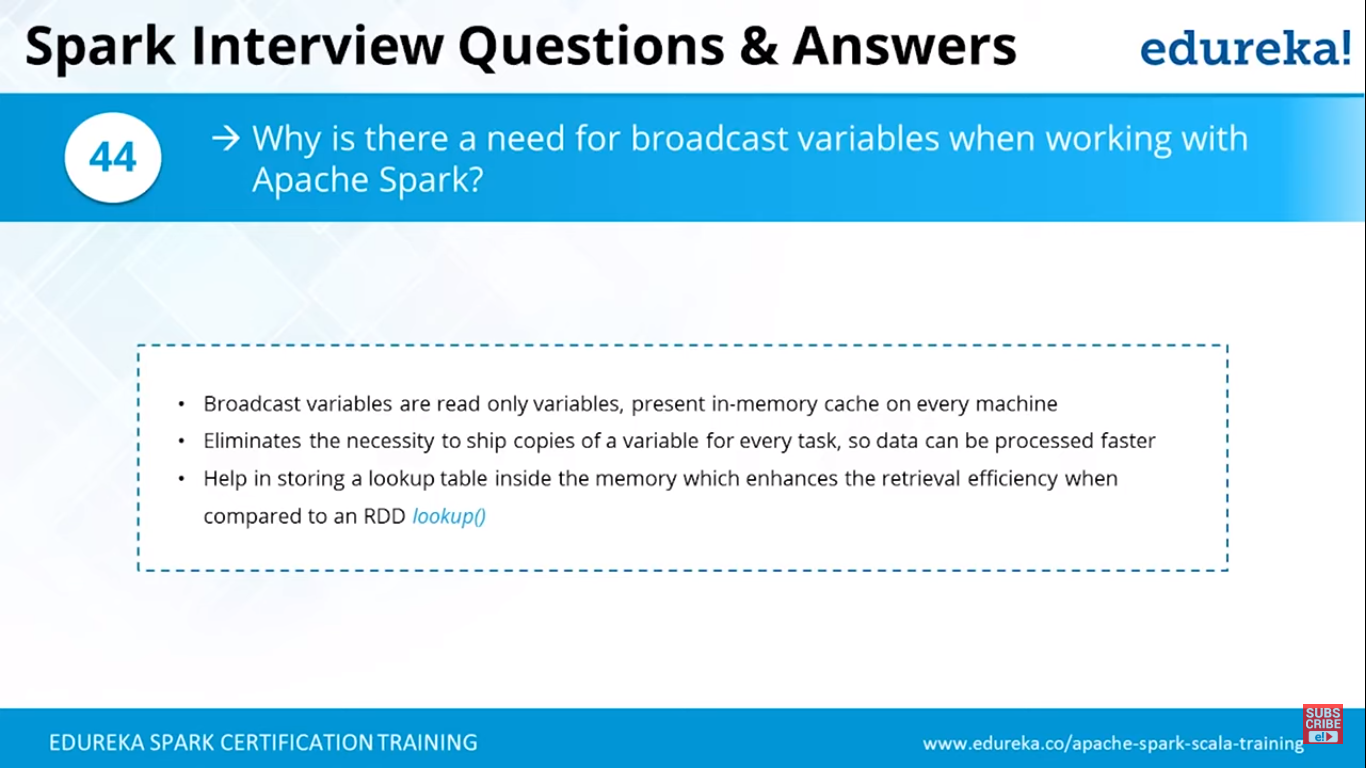 Spark Interview Questions & Answers
edureka!
44
→ Why is there a need for broadcast variables when working with
Apache Spark?
• Broadcast variables are read only variables, present in-memory cache on every machine
• Eliminates the necessity to ship copies of a variable for every task, so data can be processed faster
• Help in storing a lookup table inside the memory which enhances the retrieval efficiency when
compared to an RDD lookup()
SUBS
CRIBE
e!
EDUREKA SPARK CERTIFICATION TRAINING
www.edureka.co/apache-spark-scala-training